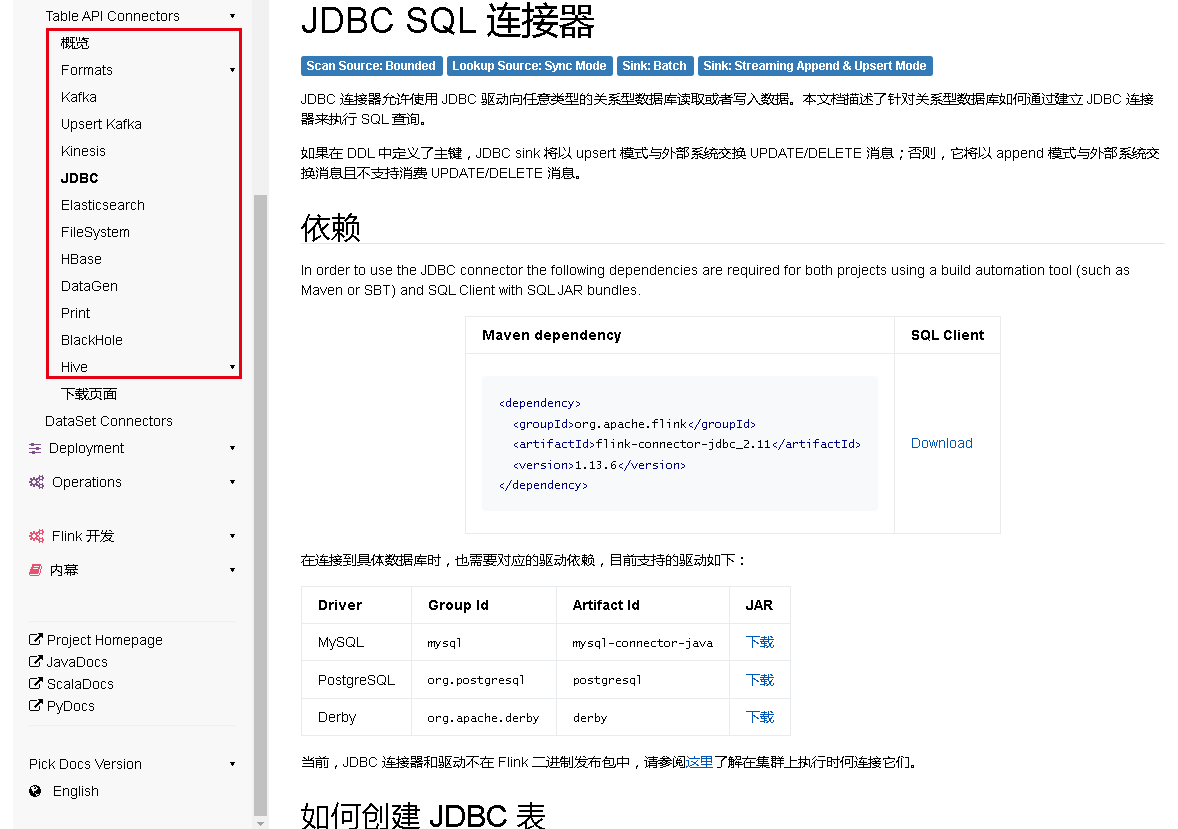 Table API Connectors
概览
Formats
Kafka
Upsert Kafka
Kinesis
JDBC
Elasticsearch
FileSystem
HBase
DataGen
Print
BlackHole
Hive
下载页面
DataSet Connectors
Deployment
Operations
Flink 开发
内幕
Project Homepage
JavaDocs
ScalaDocs
PyDocs
Pick Docs Version
English
JDBC SQL 连接器
Scan Source: Bounded Lookup Source: Sync Mode Sink: Batch Sink: Streaming Append & Upsert Mode
JDBC 连接器允许使用 JDBC 驱动向任意类型的关系型数据库读取或者写入数据。本文档描述了针对关系型数据库如何通过建立 JDBC 连接
器来执行 SQL 查询。
如果在 DDL 中定义了主键，JDBC sink 将以 upsert 模式与外部系统交换 UPDATE/DELETE 消息；否则，它将以 append 模式与外部系统交
换消息且不支持消费 UPDATE/DELETE 消息。
依赖
In order to use the JDBC connector the following dependencies are required for both projects using a build automation tool (such as
Maven or SBT) and SQL Client with SQL JAR bundles.
Maven dependency SQL Client
<dependency>
<groupId>org.apache.flink</groupId>
<artifactId>flink-connector-jdbc_2.11</artifactId>
<version>1.13.6</version>
</dependency>
Download
在连接到具体数据库时，也需要对应的驱动依赖，目前支持的驱动如下：
Driver Group Id Artifact Id JAR
MySQL mysql mysql-connector-java 下载
PostgreSQL org.postgresql postgresql 下载
Derby org.apache.derby derby 下载
当前，JDBC 连接器和驱动不在 Flink 二进制发布包中，请参阅这里了解在集群上执行时何连接它们。
如何创建 JDBC 表